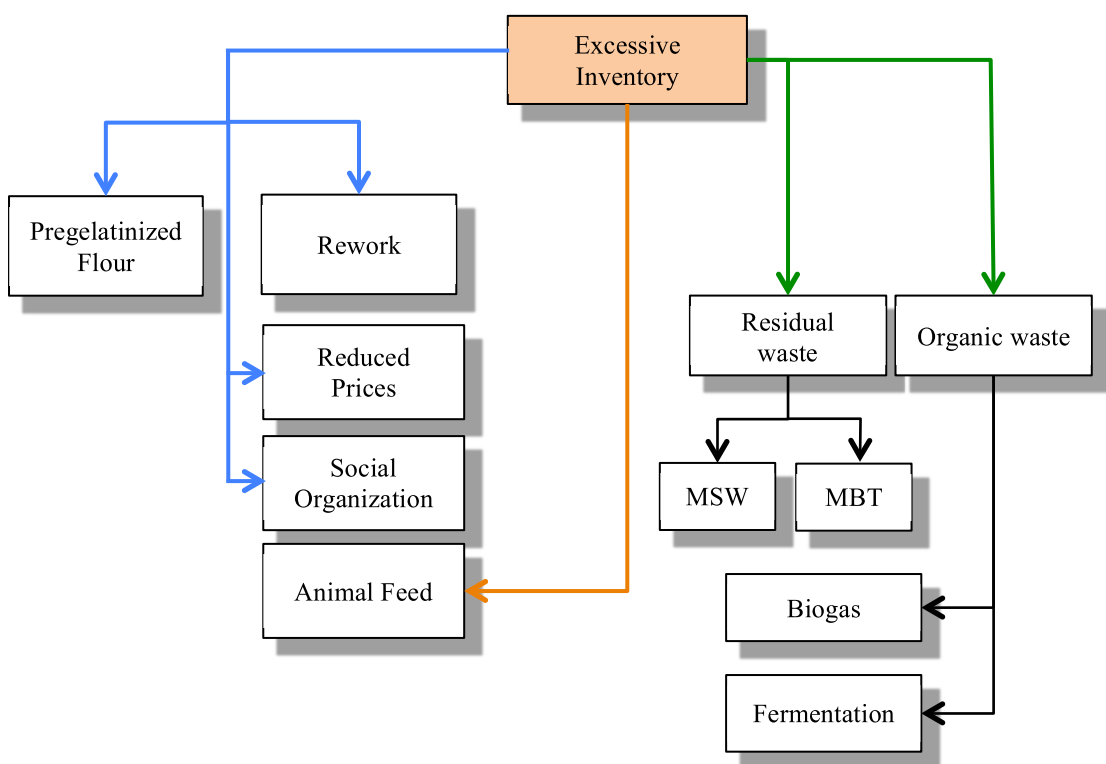 Excessive
Inventory
Pregelatinized
Flour
Rework
Reduced
Prices
Social
Organization
Animal Feed
Residual
waste
Organic waste
MSW
MBT
Biogas
Fermentation